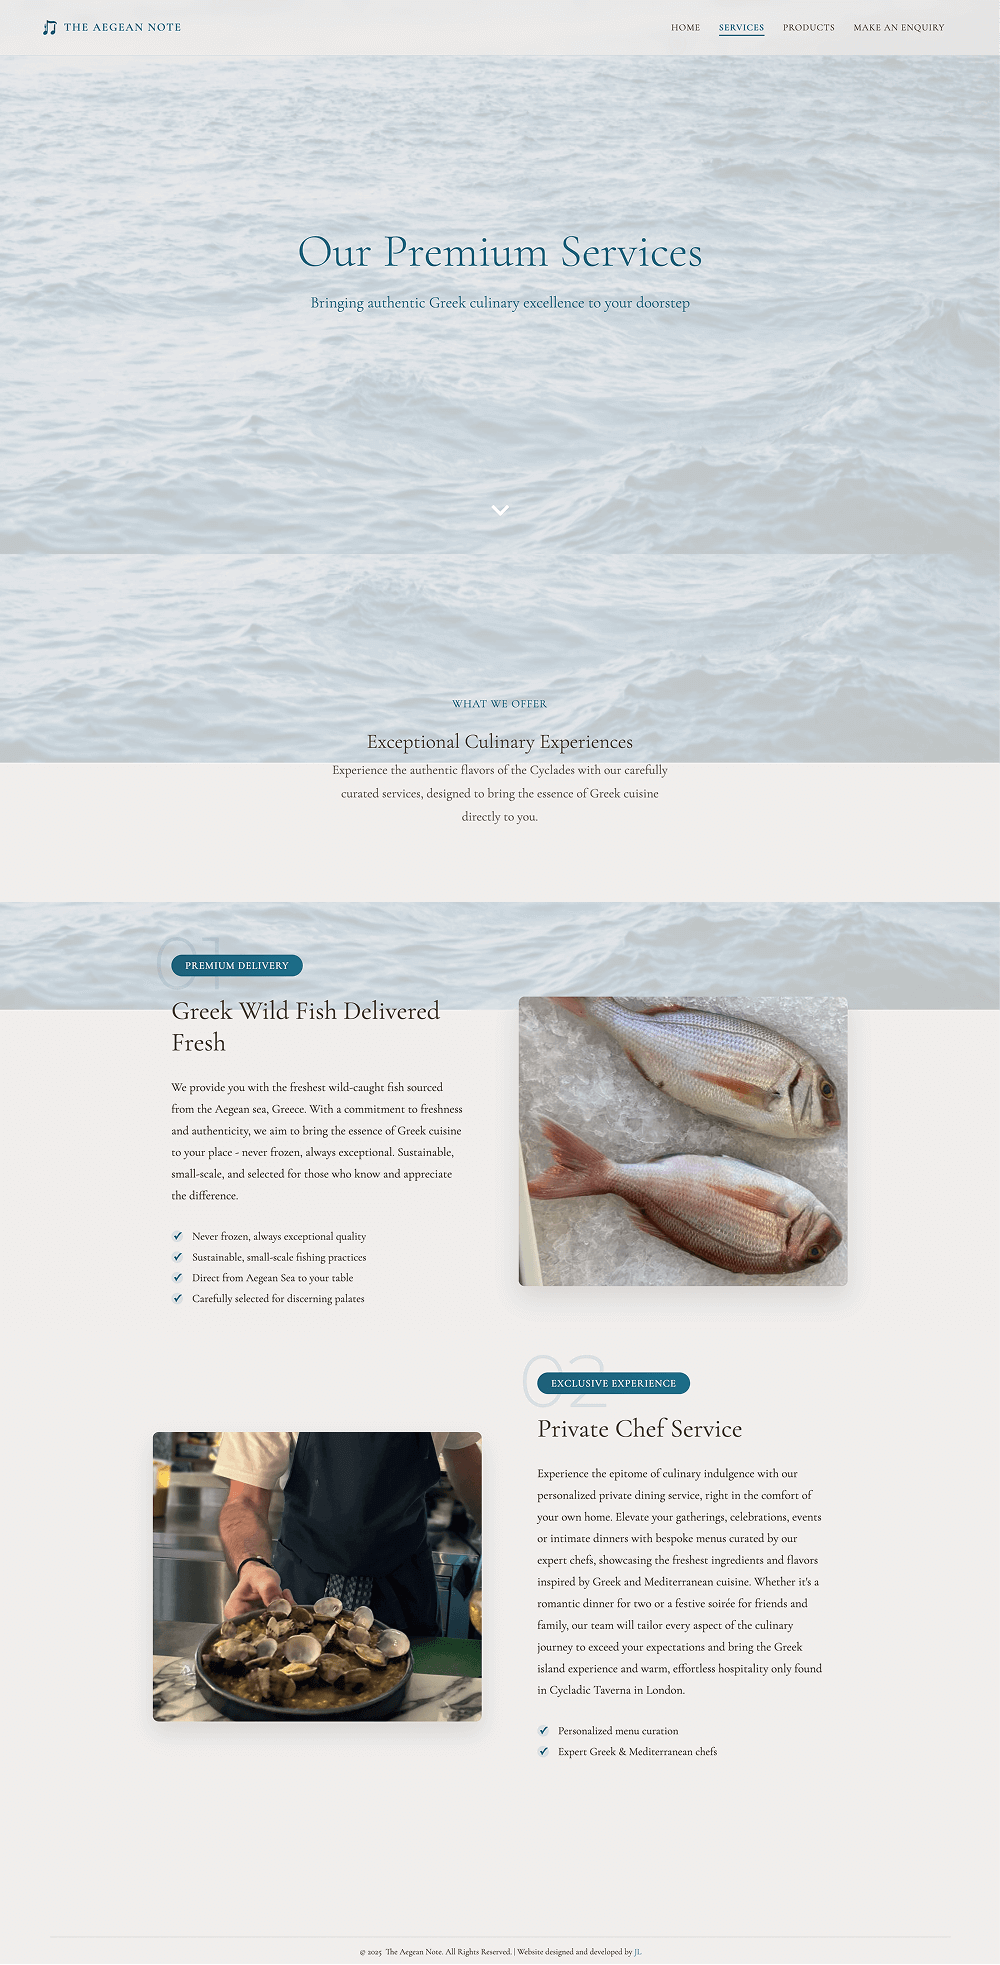 THE AEGEAN NOTE
HOME SERVICES PRODUCTS MAKE AN ENQUIRY
Our Premium Services
Bringing authentic Greek culinary excellence to your doorstep
WHAT WE OFFER
Exceptional Culinary Experiences
Experience the authentic flavors of the Cyclades with our carefully
curated services, designed to bring the essence of Greek cuisine
directly to you.
01
PREMIUM DELIVERY
Greek Wild Fish Delivered
Fresh
We provide you with the freshest wild-caught fish sourced
from the Aegean sea, Greece. With a commitment to freshness
and authenticity, we aim to bring the essence of Greek cuisine
to your place - never frozen, always exceptional. Sustainable,
small-scale, and selected for those who know and appreciate
the difference.
Never frozen, always exceptional quality
Sustainable, small-scale fishing practices
Direct from Aegean Sea to your table
Carefully selected for discerning palates
02
EXCLUSIVE EXPERIENCE
Private Chef Service
Experience the epitome of culinary indulgence with our
personalized private dining service, right in the comfort of
your own home. Elevate your gatherings, celebrations, events
or intimate dinners with bespoke menus curated by our
expert chefs, showcasing the freshest ingredients and flavors
inspired by Greek and Mediterranean cuisine. Whether it's a
romantic dinner for two or a festive soirée for friends and
family, our team will tailor every aspect of the culinary
journey to exceed your expectations and bring the Greek
island experience and warm, effortless hospitality only found
in Cycladic Taverna in London.
Personalized menu curation
Expert Greek & Mediterranean chefs
© 2025 The Aegean Note. All Rights Reserved. | Website designed and developed by JL